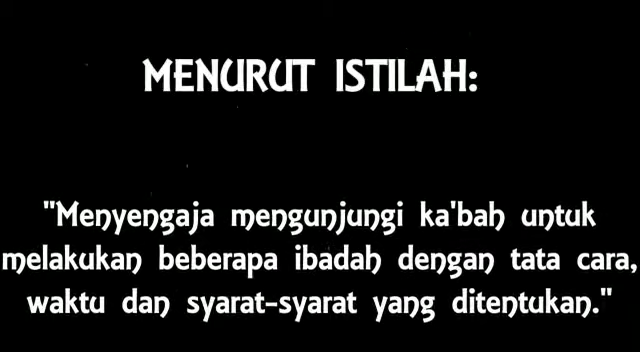 MENURUT ISTILAH:
"Menyengaja mengunjungi ka'bah untuk
melakukan beberapa ibadah dengan tata cara,
waktu dan syarat-syarat yang ditentukan."